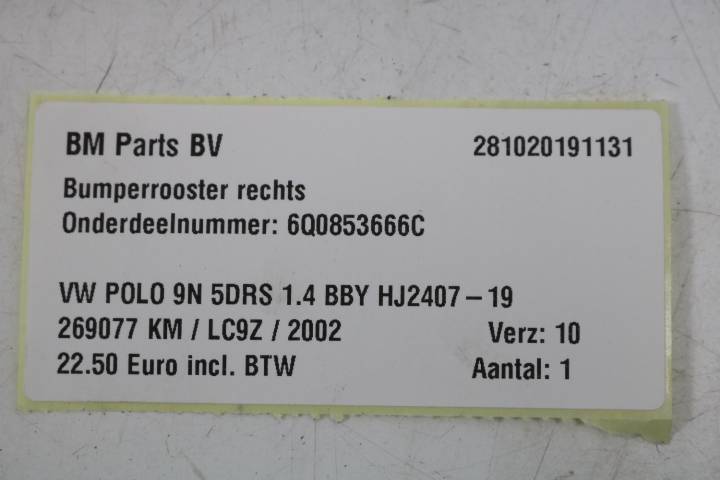 BM Parts BV 281020191131
Bumperrooster rechts
Onderdeelnummer: 6Q0853666C
VW POLO 9N 5DRS 1.4 BBY HJ2407-19
269077 KM / LC9Z / 2002 Verz: 10
22.50 Euro incl. BTW Aantal: 1